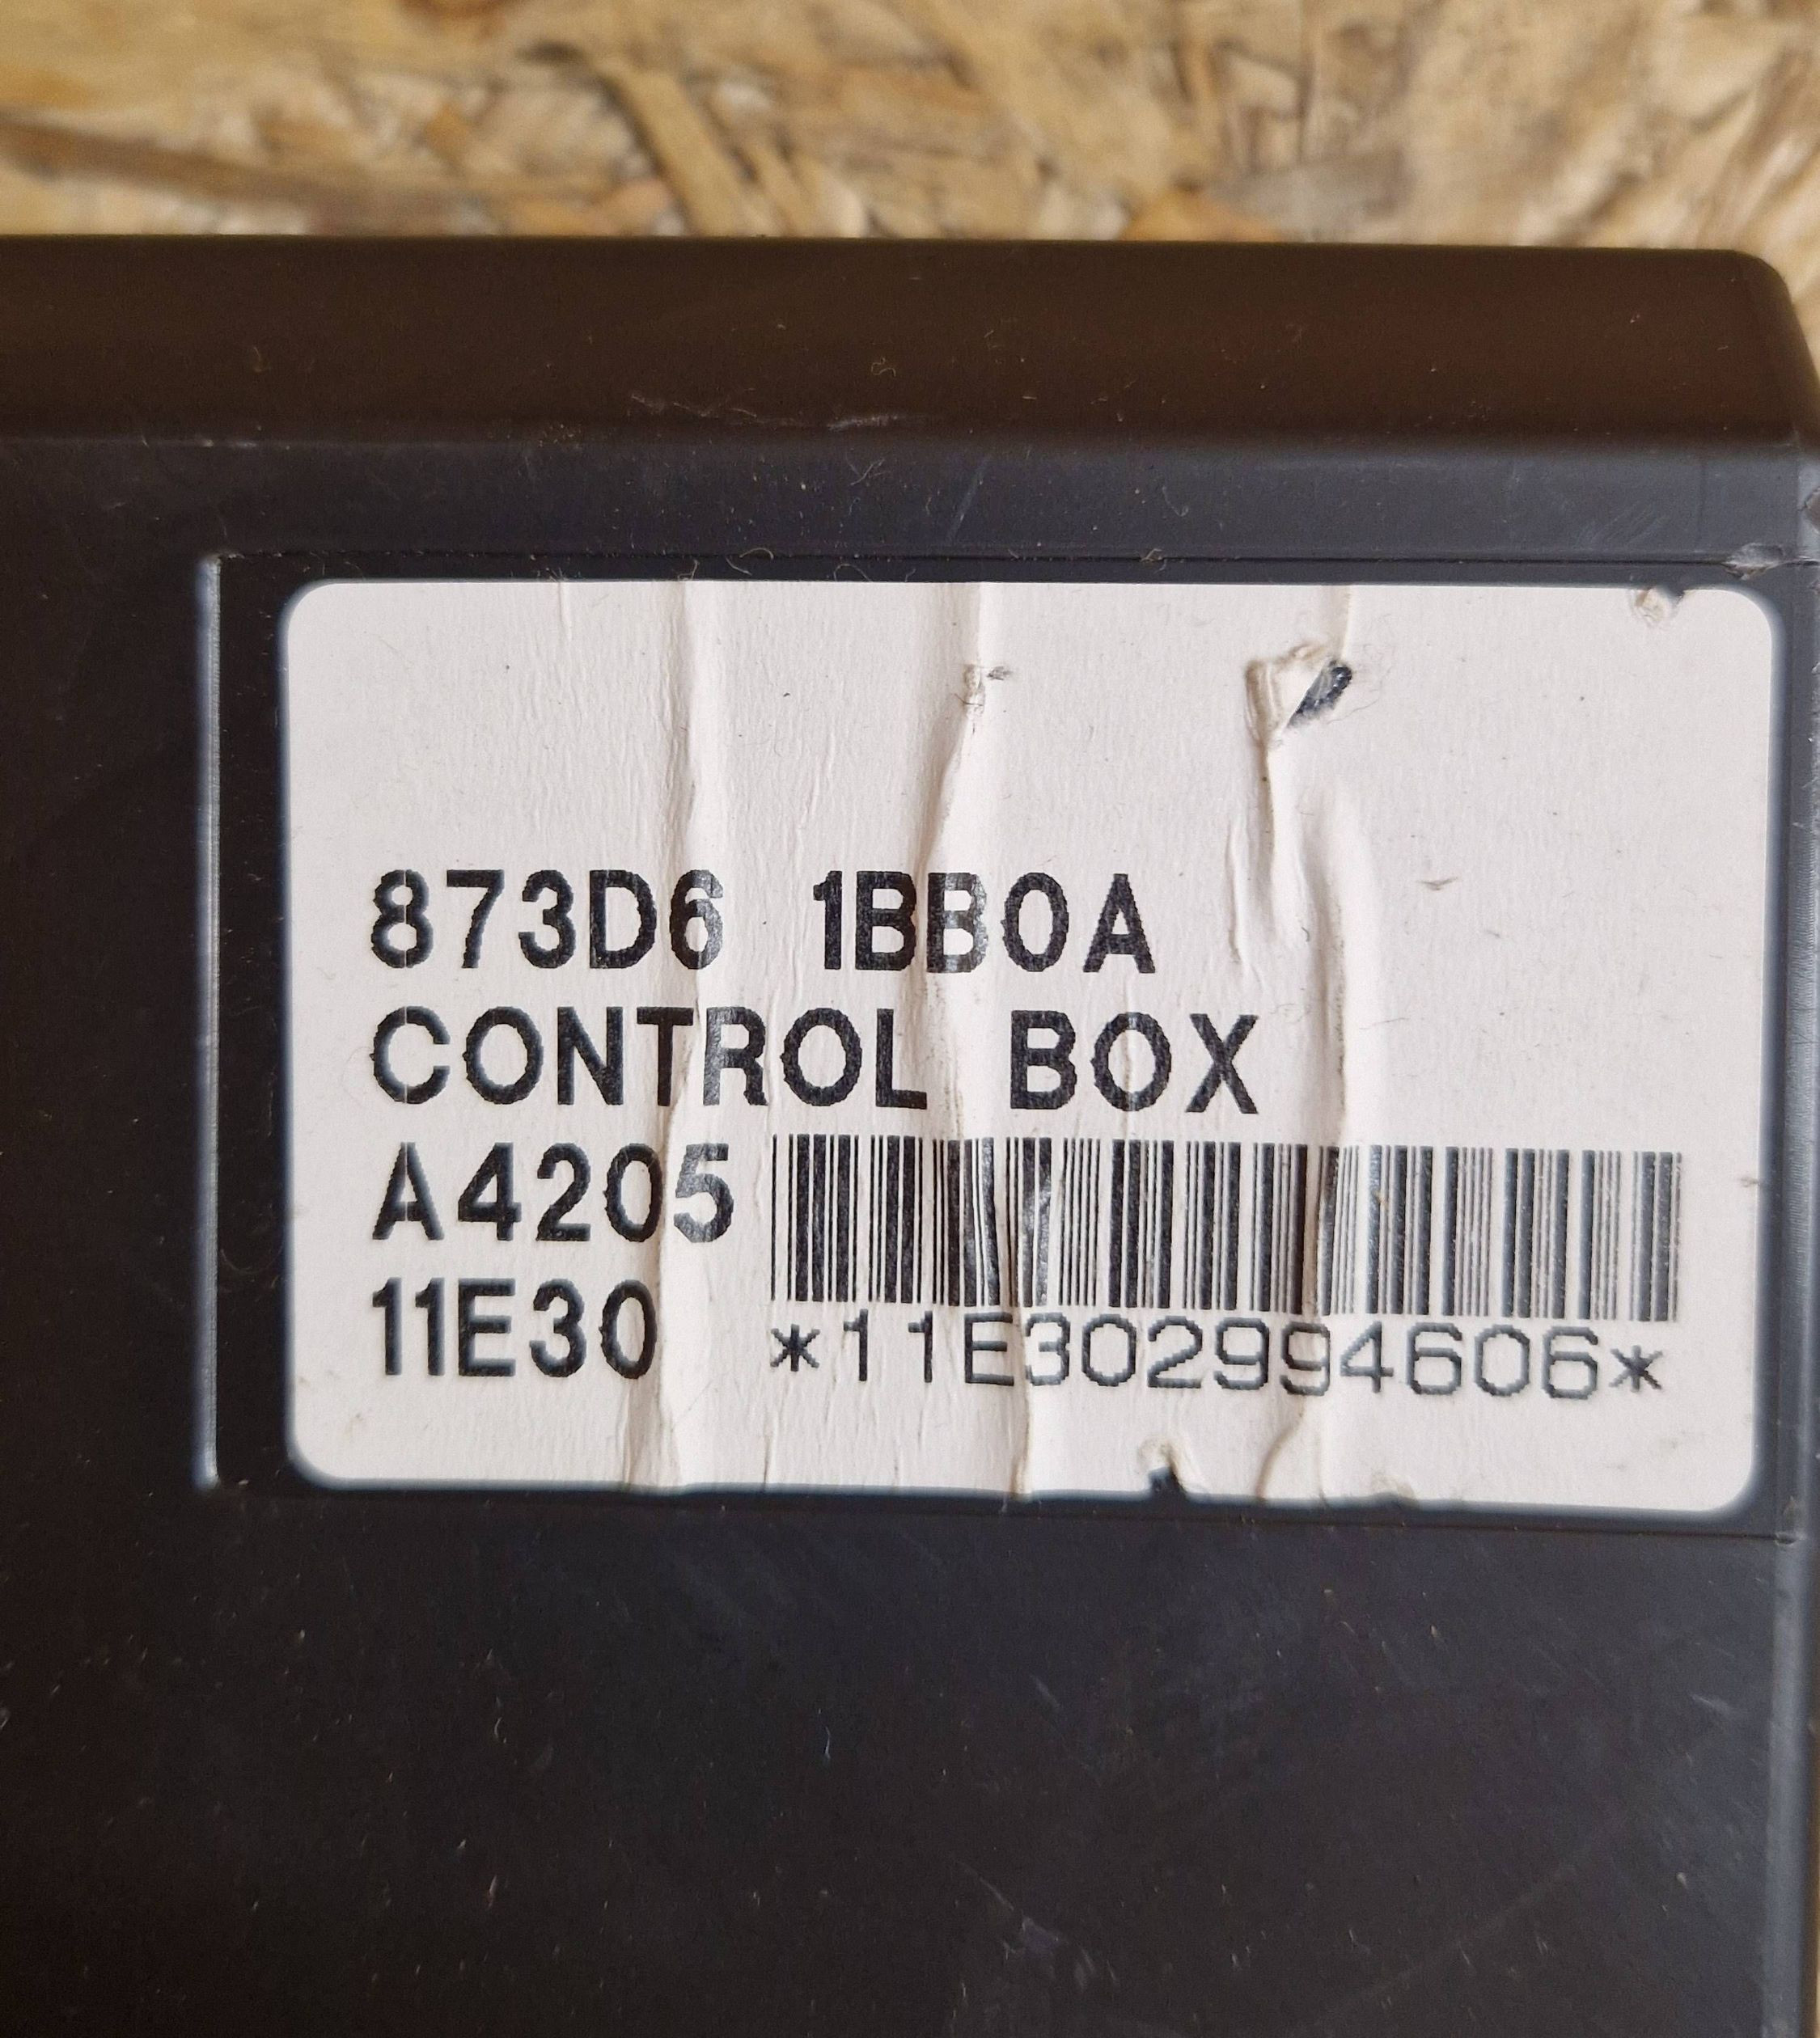 873D6 1BB0A
CONTROL BOX
A4205
11E30
*11E302994606*